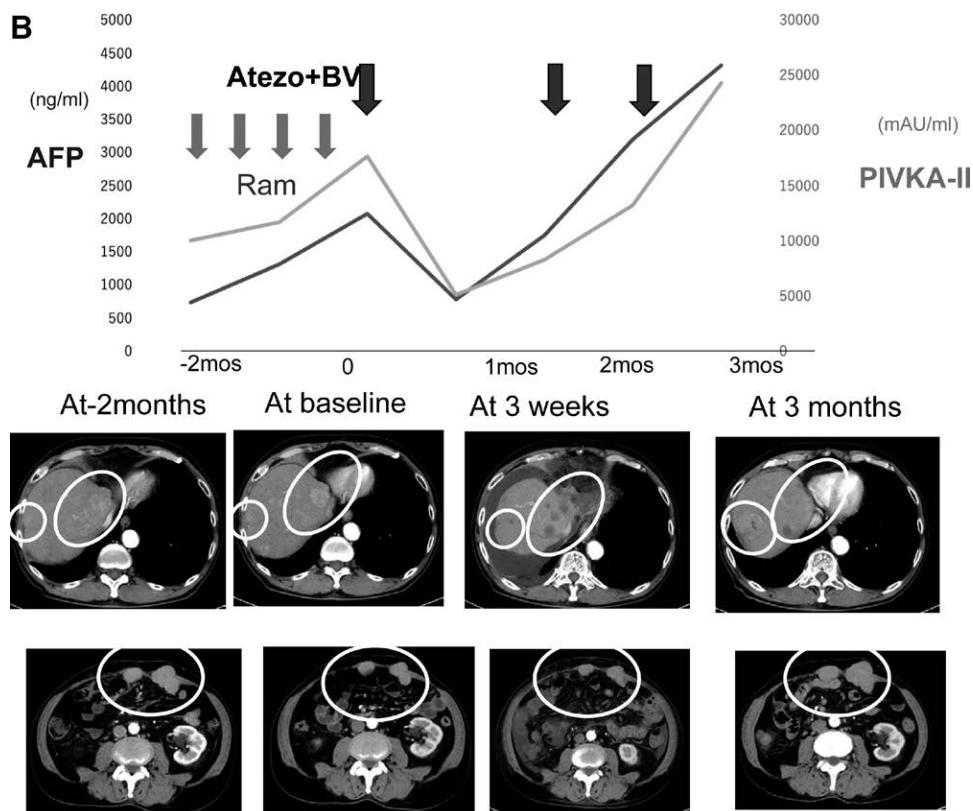 B
5000
4500
4000
3500
3000
2500
2000
1500
1000
500
0
(ng/ml)
AFP
Atezo+BV
Ram
30000
25000
20000
15000
10000
5000
0
(mAU/ml)
PIVKA-II
-2mos
0
1mos
2mos
3mos
At-2months
At baseline
At 3 weeks
At 3 months